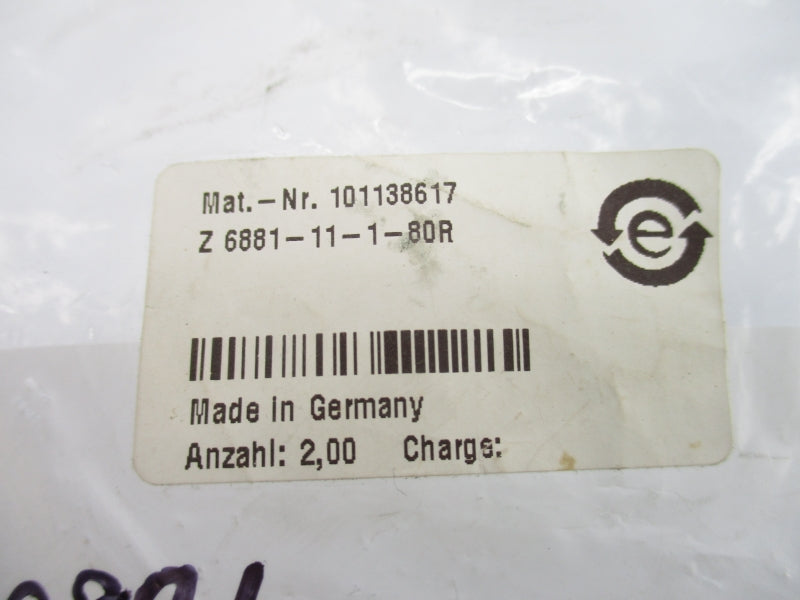 Mat.-Nr. 101138617
Z 6881-11-1-80R
e
Made in Germany
Anzahl: 2,00 Charge: